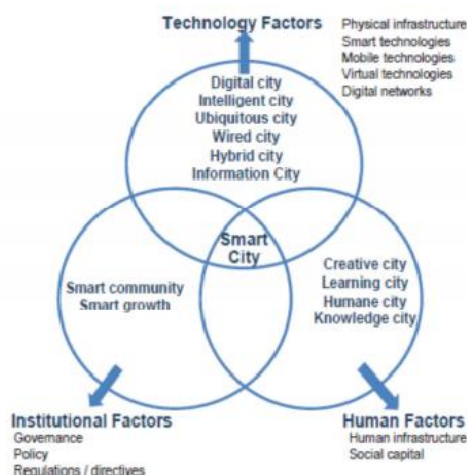 Technology Factors
Physical infrastructure
Smart technologies
Mobile technologies
Virtual technologies
Digital networks
Digital city
Intelligent city
Ubiquitous city
Wired city
Hybrid city
Information City
Smart
City
Smart community
Smart growth
Creative city
Learning city
Humane city
Knowledge city
Institutional Factors
Governance
Policy
Regulations / directives
Human Factors
Human infrastructure
Social capital